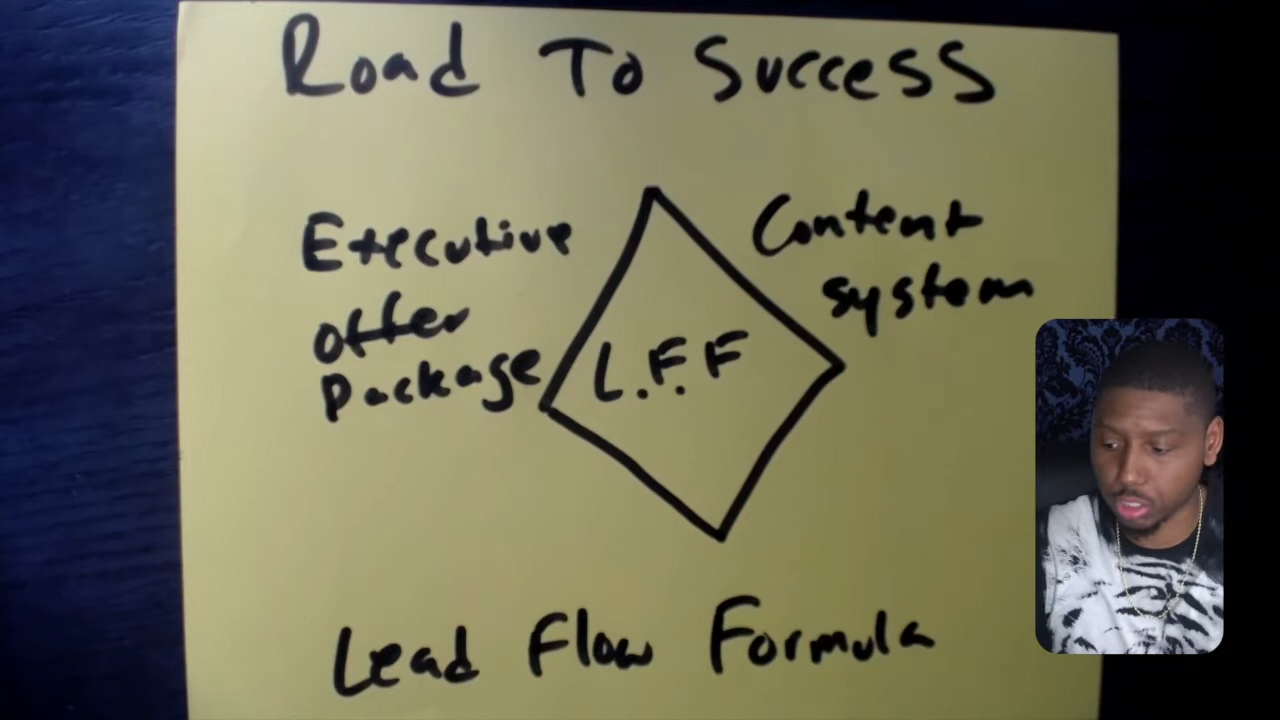 Road To Success
Executive
offer
Package
Content
system
L.F.F
Lead Flow Formula